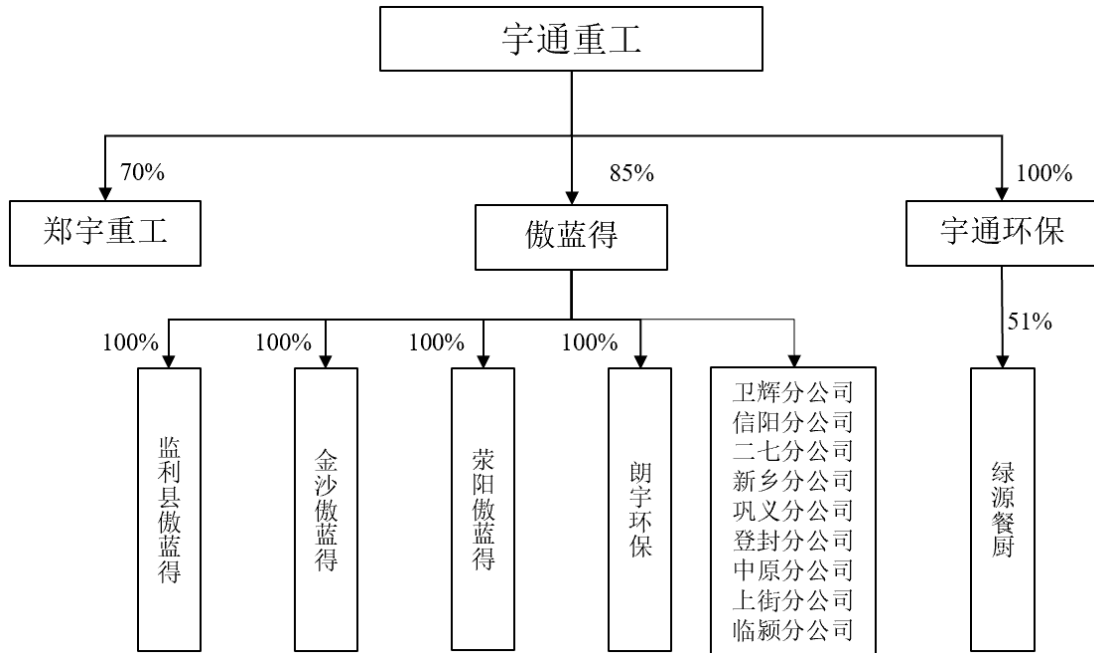 宇通重工
70%
85%
100%
郑宇重工
傲蓝得
宇通环保
100%
100%
100%
100%
51%
监利县傲蓝得
金沙傲蓝得
荥阳傲蓝得
朗宇环保
卫辉分公司
信阳分公司
二七分公司
新乡分公司
巩义分公司
登封分公司
中原分公司
上街分公司
临颍分公司
绿源餐厨